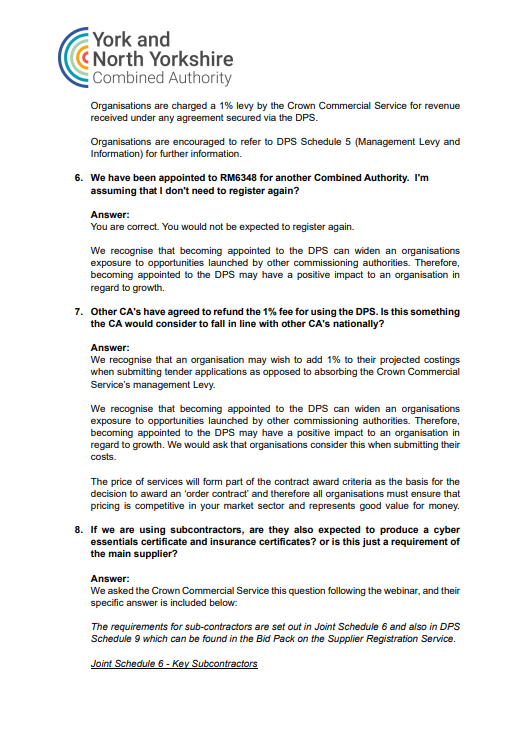 York and
North Yorkshire
Combined Authority
Organisations are charged a 1% levy by the Crown Commercial Service for revenue
received under any agreement secured via the DPS.
Organisations are encouraged to refer to DPS Schedule 5 (Management Levy and
Information) for further information.
6. We have been appointed to RM6348 for another Combined Authority. I'm
assuming that I don't need to register again?
Answer:
You are correct. You would not be expected to register again.
We recognise that becoming appointed to the DPS can widen an organisations
exposure to opportunities launched by other commissioning authorities. Therefore,
becoming appointed to the DPS may have a positive impact to an organisation in
regard to growth.
7. Other CA's have agreed to refund the 1% fee for using the DPS. Is this something
the CA would consider to fall in line with other CA's nationally?
Answer:
We recognise that an organisation may wish to add 1% to their projected costings
when submitting tender applications as opposed to absorbing the Crown Commercial
Service's management Levy.
We recognise that becoming appointed to the DPS can widen an organisations
exposure to opportunities launched by other commissioning authorities. Therefore,
becoming appointed to the DPS may have a positive impact to an organisation in
regard to growth. We would ask that organisations consider this when submitting their
costs.
The price of services will form part of the contract award criteria as the basis for the
decision to award an 'order contract' and therefore all organisations must ensure that
pricing is competitive in your market sector and represents good value for money.
8. If we are using subcontractors, are they also expected to produce a cyber
essentials certificate and insurance certificates? or is this just a requirement of
the main supplier?
Answer:
We asked the Crown Commercial Service this question following the webinar, and their
specific answer is included below:
The requirements for sub-contractors are set out in Joint Schedule 6 and also in DPS
Schedule 9 which can be found in the Bid Pack on the Supplier Registration Service.
Joint Schedule 6 - Key Subcontractors